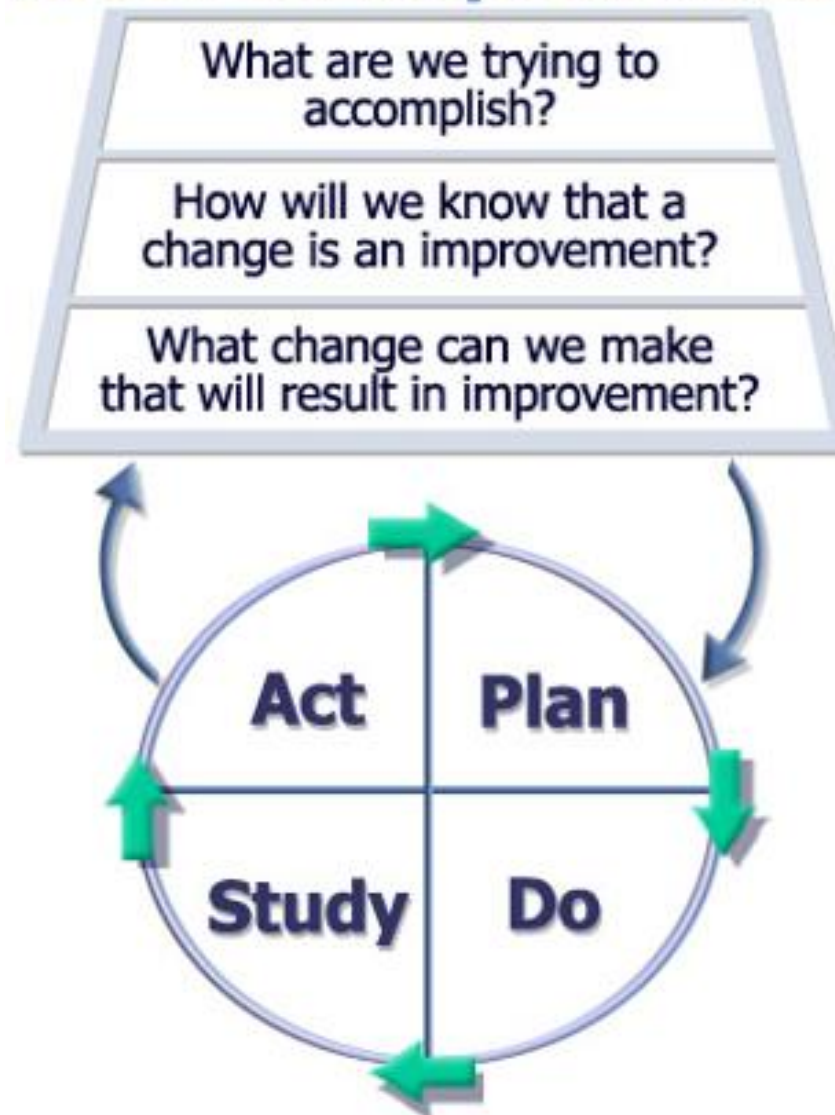 What are we trying to
accomplish?
How will we know that a
change is an improvement?
What change can we make
that will result in improvement?
Act
Plan
Study
Do